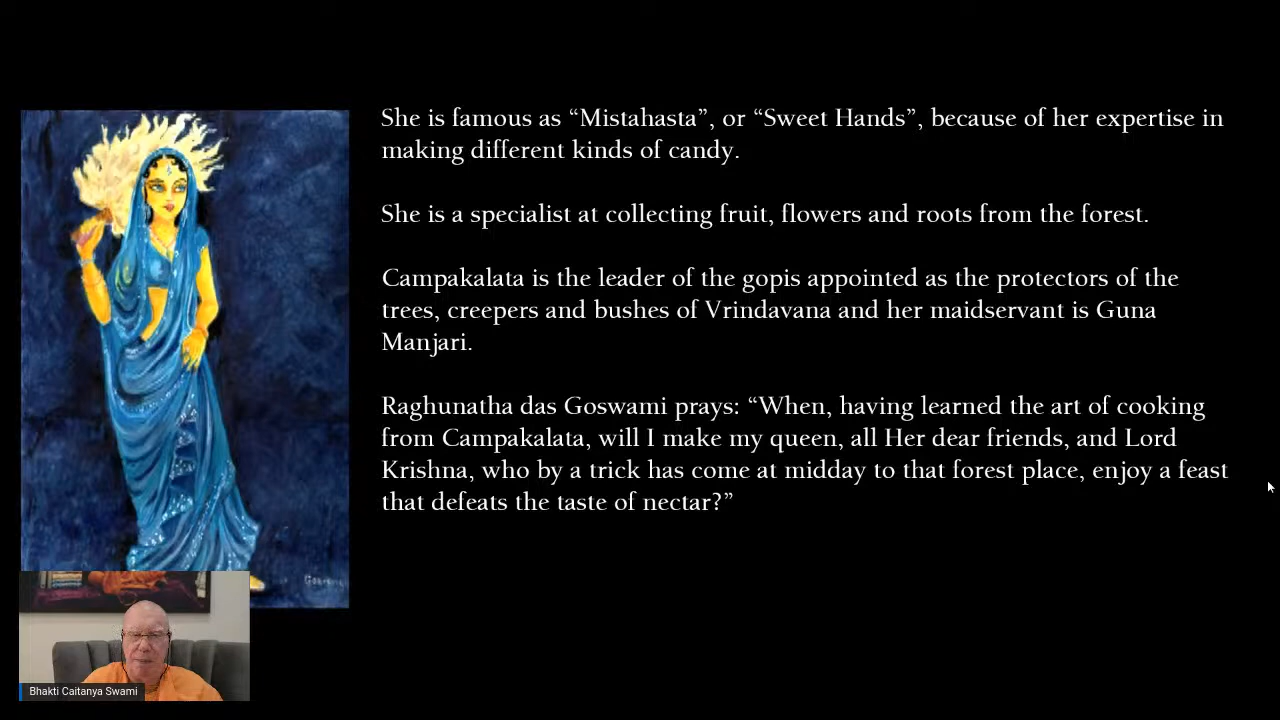 She is famous as “Mistahasta”, or “Sweet Hands”, because of her expertise in
making different kinds of candy.
She is a specialist at collecting fruit, flowers and roots from the forest.
Campakalata is the leader of the gopis appointed as the protectors of the
trees, creepers and bushes of Vrindavana and her maidservant is Guna
Manjari.
Raghunatha das Goswami prays: “When, having learned the art of cooking
from Campakalata, will I make my queen, all Her dear friends, and Lord
Krishna, who by a trick has come at midday to that forest place, enjoy a feast
that defeats the taste of nectar?”
Bhakti Caitanya Swami